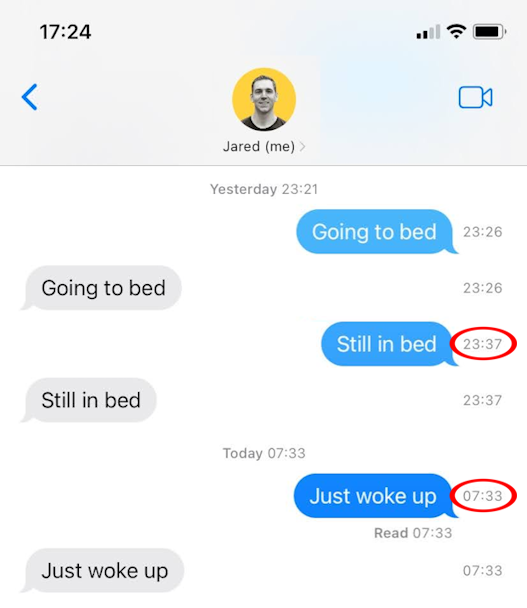 17:24
Jared (me)
Yesterday 23:21
Going to bed 23:26
Going to bed 23:26
Still in bed 23:37
Still in bed 23:37
Today 07:33
Just woke up 07:33
Read 07:33
Just woke up 07:33